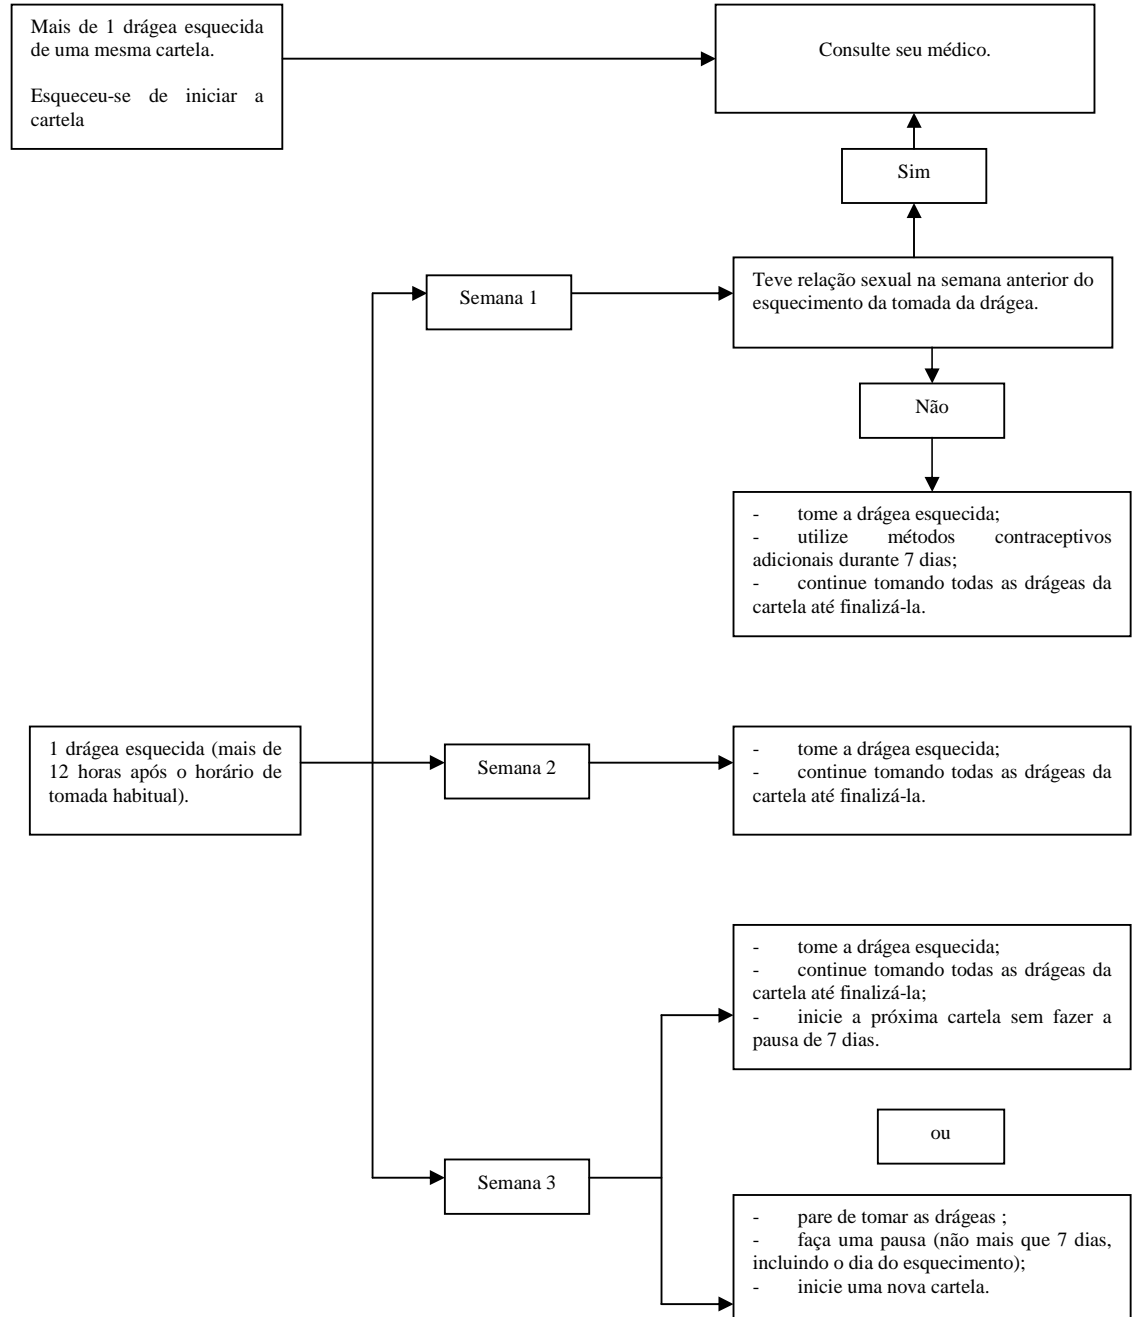 Mais de 1 drágea esquecida
de uma mesma cartela.
Esqueceu-se de iniciar a
cartela
Consulte seu médico.
Sim
Semana 1
Teve relação sexual na semana anterior do
esquecimento da tomada da drágea.
Não
- tome a drágea esquecida;
- utilize métodos contraceptivos
adicionais durante 7 dias;
- continue tomando todas as drágeas da
cartela até finalizá-la.
1 drágea esquecida (mais de
12 horas após o horário de
tomada habitual).
Semana 2
- tome a drágea esquecida;
- continue tomando todas as drágeas da
cartela até finalizá-la.
Semana 3
- tome a drágea esquecida;
- continue tomando todas as drágeas da
cartela até finalizá-la;
- inicie a próxima cartela sem fazer a
pausa de 7 dias.
ou
- pare de tomar as drágeas ;
- faça uma pausa (não mais que 7 dias,
incluindo o dia do esquecimento);
- inicie uma nova cartela.